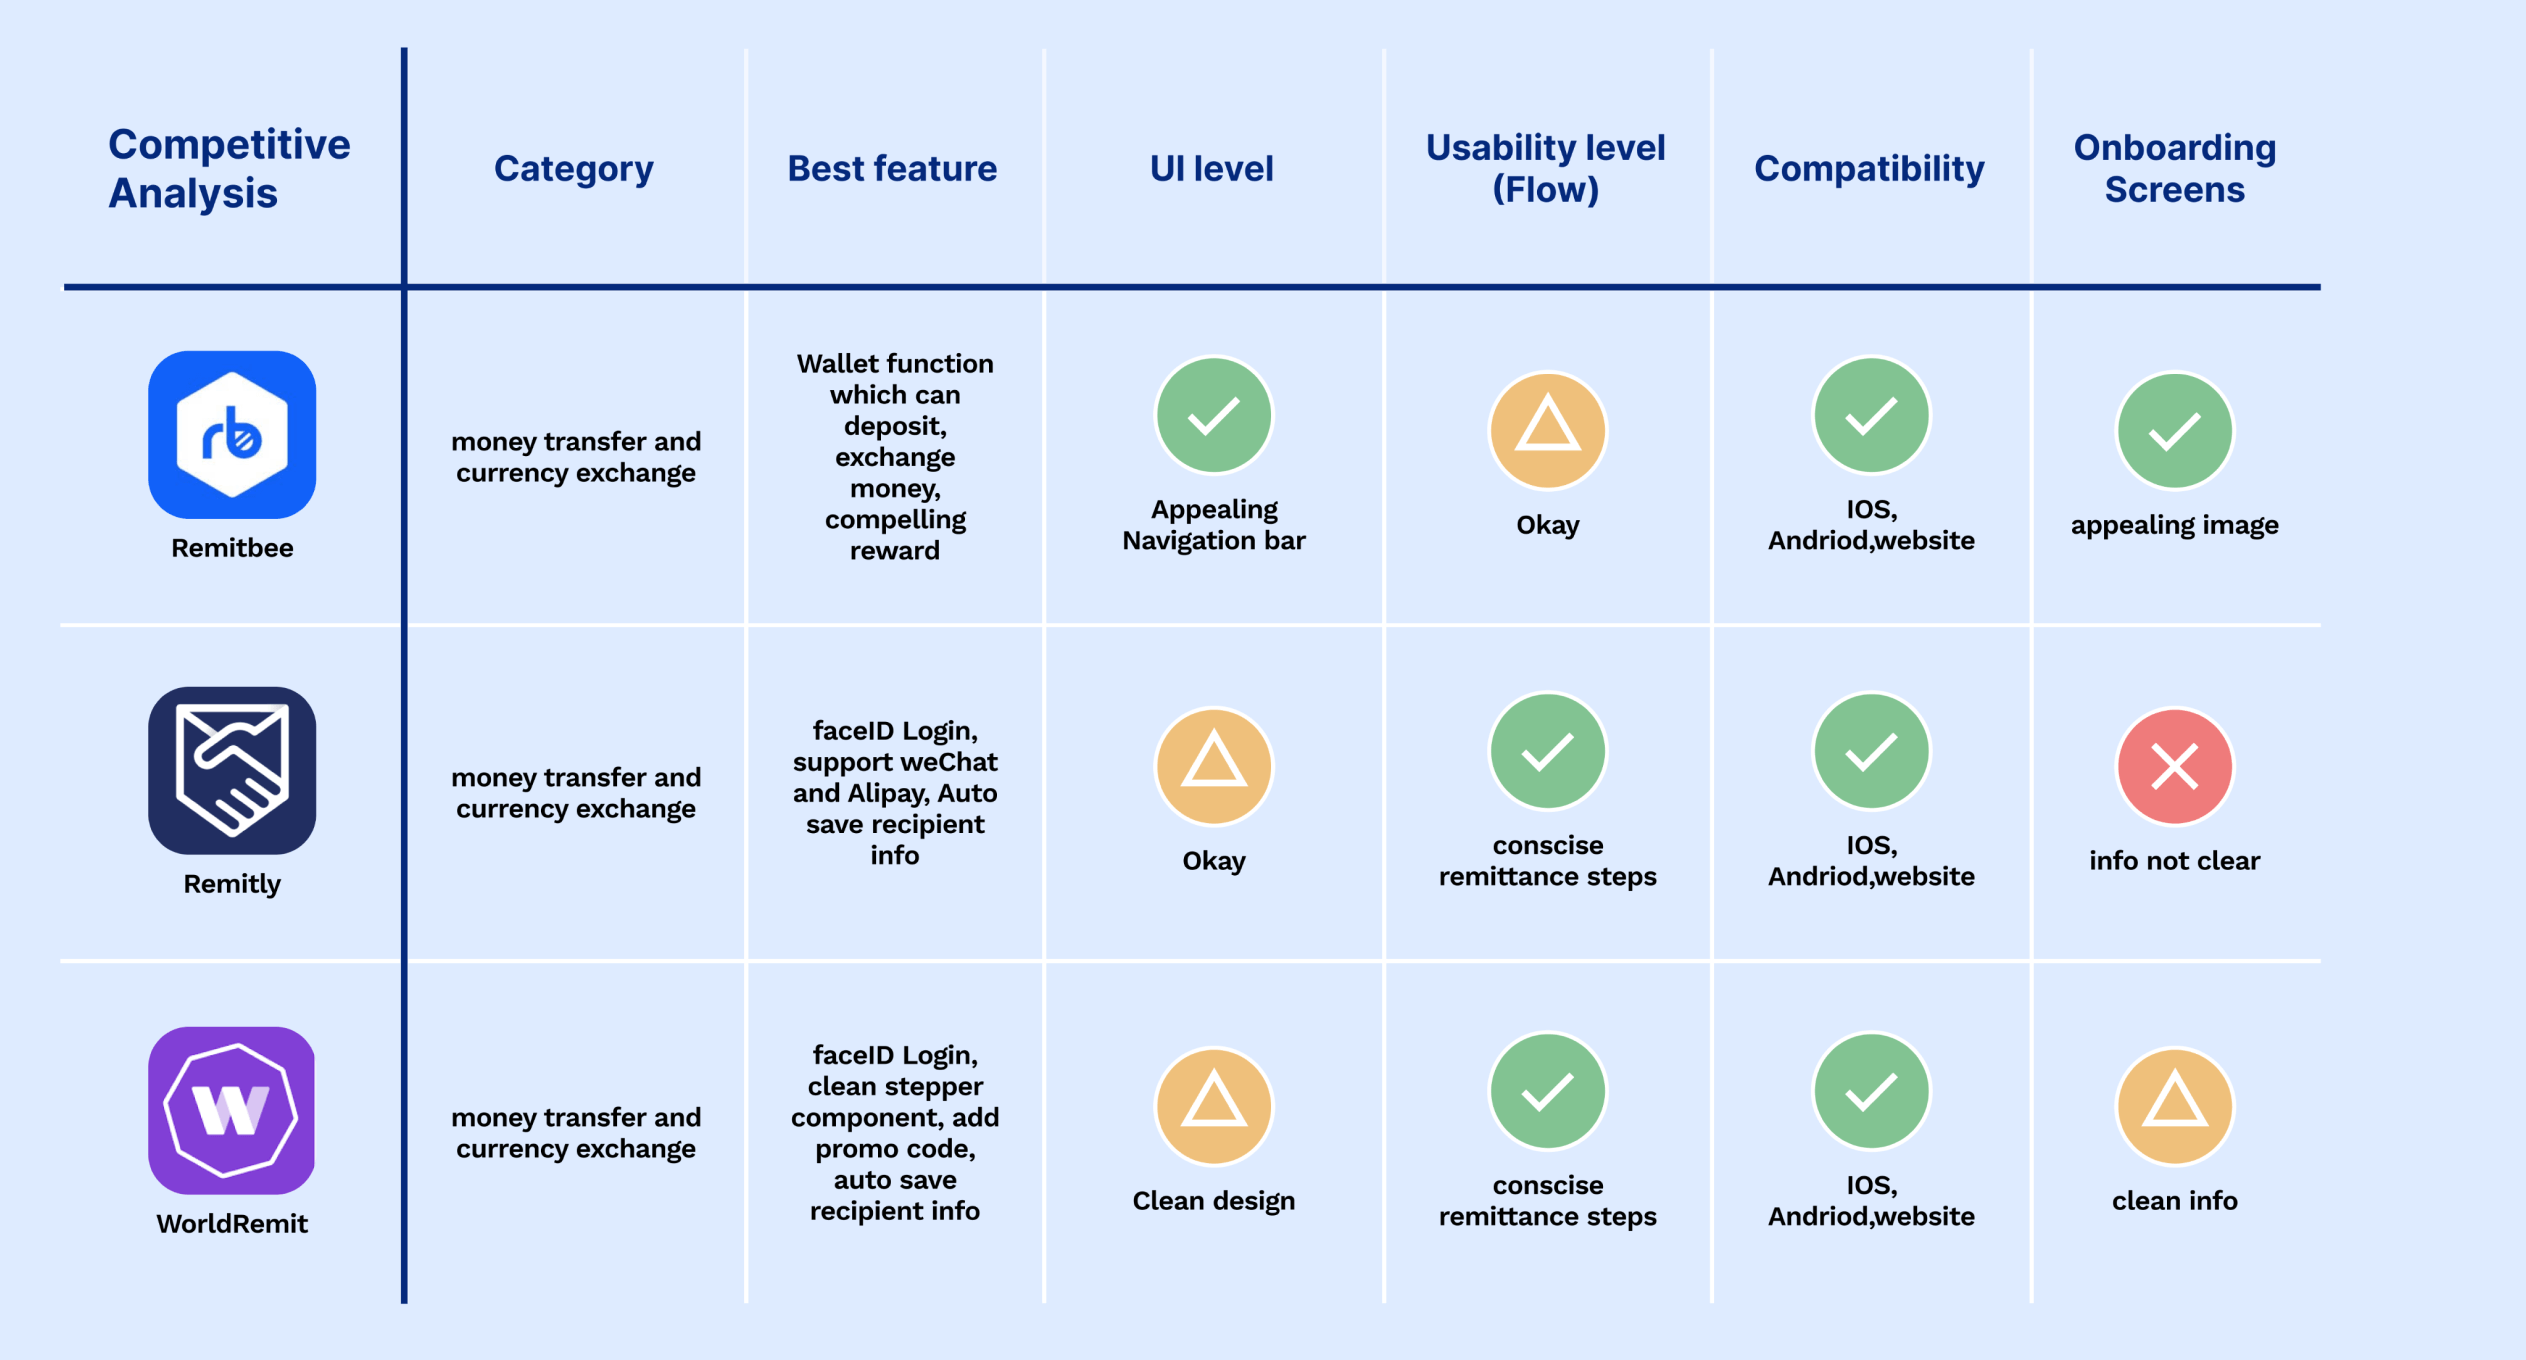 Competitive
Analysis
Category
Best feature
UI level
Usability level
(Flow)
Compatibility
Onboarding
Screens
rb
Remitbee
money transfer and
currency exchange
Wallet function
which can
deposit,
exchange
money,
compelling
reward
Appealing
Navigation bar
Okay
IOS,
Andriod,website
appealing image
Remitly
money transfer and
currency exchange
faceID Login,
support weChat
and Alipay, Auto
save recipient
info
Okay
conscise
remittance steps
IOS,
Andriod,website
info not clear
W
WorldRemit
money transfer and
currency exchange
faceID Login,
clean stepper
component, add
promo code,
auto save
recipient info
Clean design
conscise
remittance steps
IOS,
Andriod,website
clean info